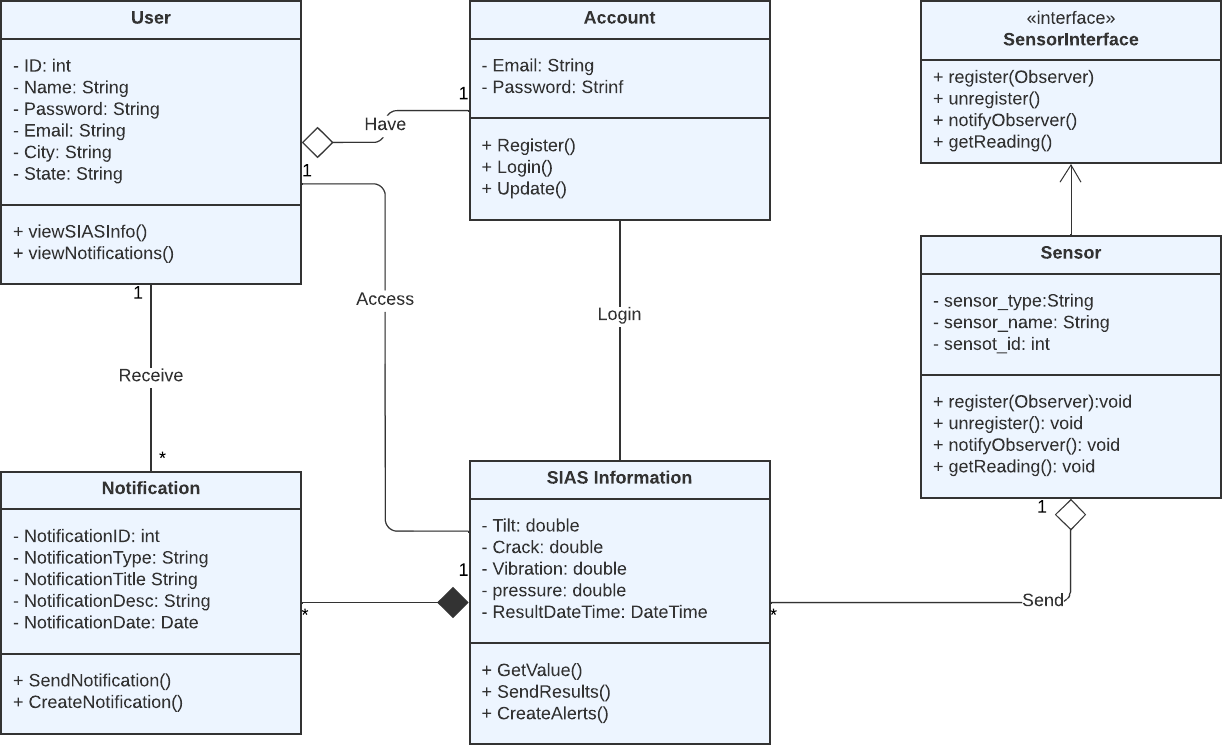 User
- ID: int
- Name: String
- Password: String
- Email: String
- City: String
- State: String
+ viewSIASInfo()
+ viewNotifications()
Account
- Email: String
- Password: Strinf
+ Register()
+ Login()
+ Update()
«interface»
SensorInterface
+ register(Observer)
+ unregister()
+ notifyObserver()
+ getReading()
1
Have
1
Access
Login
1
Receive
*
Sensor
- sensor_type:String
- sensor_name: String
- sensot_id: int
+ register(Observer):void
+ unregister(): void
+ notifyObserver(): void
+ getReading(): void
Notification
- NotificationID: int
- NotificationType: String
- NotificationTitle String
- NotificationDesc: String
- NotificationDate: Date
+ SendNotification()
+ CreateNotification()
1
*
SIAS Information
- Tilt: double
- Crack: double
- Vibration: double
- pressure: double
- ResultDateTime: DateTime
+ GetValue()
+ SendResults()
+ CreateAlerts()
1
Send
*